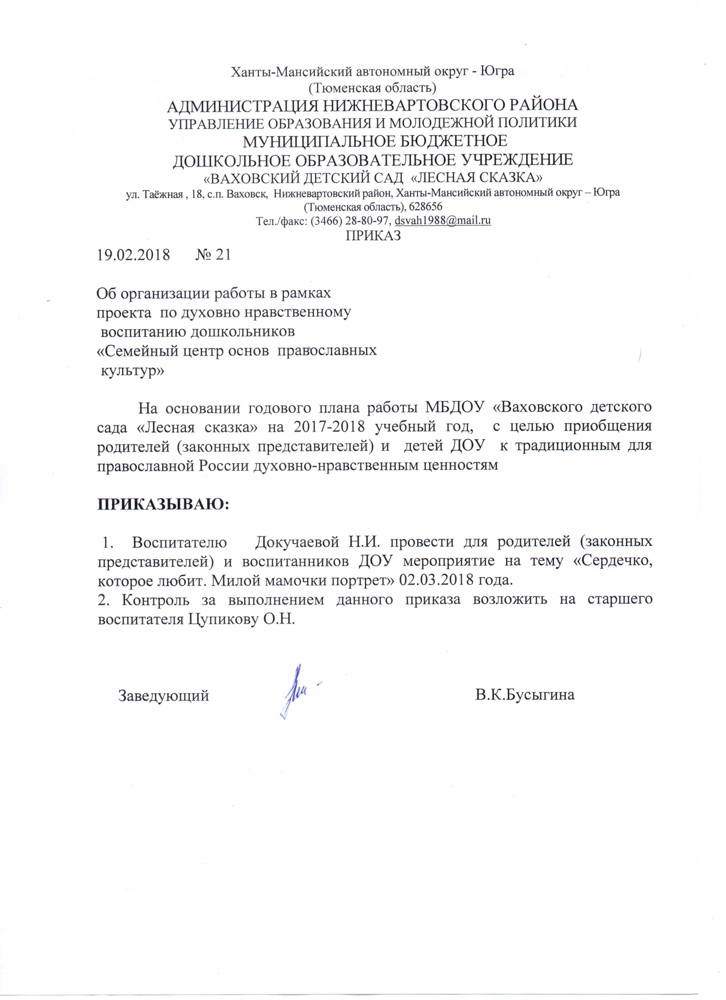 Ханты-Мансийский автономный округ - Югра
(Тюменская область)
АДМИНИСТРАЦИЯ НИЖНЕВАРТОВСКОГО РАЙОНА
УПРАВЛЕНИЕ ОБРАЗОВАНИЯ И МОЛОДЕЖНОЙ ПОЛИТИКИ
МУНИЦИПАЛЬНОЕ БЮДЖЕТНОЕ
ДОШКОЛЬНОЕ ОБРАЗОВАТЕЛЬНОЕ УЧРЕЖДЕНИЕ
«ВАХОВСКИЙ ДЕТСКИЙ САД «ЛЕСНАЯ СКАЗКА»
ул. Таёжная , 18, с.п. Ваховск, Нижневартовский район, Ханты-Мансийский автономный округ – Югра
(Тюменская область), 628656
Тел./факс: (3466) 28-80-97, dsvah1988@mail.ru
ПРИКАЗ
19.02.2018 № 21
Об организации работы в рамках
проекта по духовно нравственному
воспитанию дошкольников
«Семейный центр основ православных
культур»
На основании годового плана работы МБДОУ «Ваховского детского
сада «Лесная сказка» на 2017-2018 учебный год, с целью приобщения
родителей (законных представителей) и детей ДОУ к традиционным для
православной России духовно-нравственным ценностям
ПРИКАЗЫВАЮ:
1. Воспитателю Докучаевой Н.И. провести для родителей (законных
представителей) и воспитанников ДОУ мероприятие на тему «Сердечко,
которое любит. Милой мамочки портрет» 02.03.2018 года.
2. Контроль за выполнением данного приказа возложить на старшего
воспитателя Цупикову О.Н.
Заведующий В.К.Бусыгина